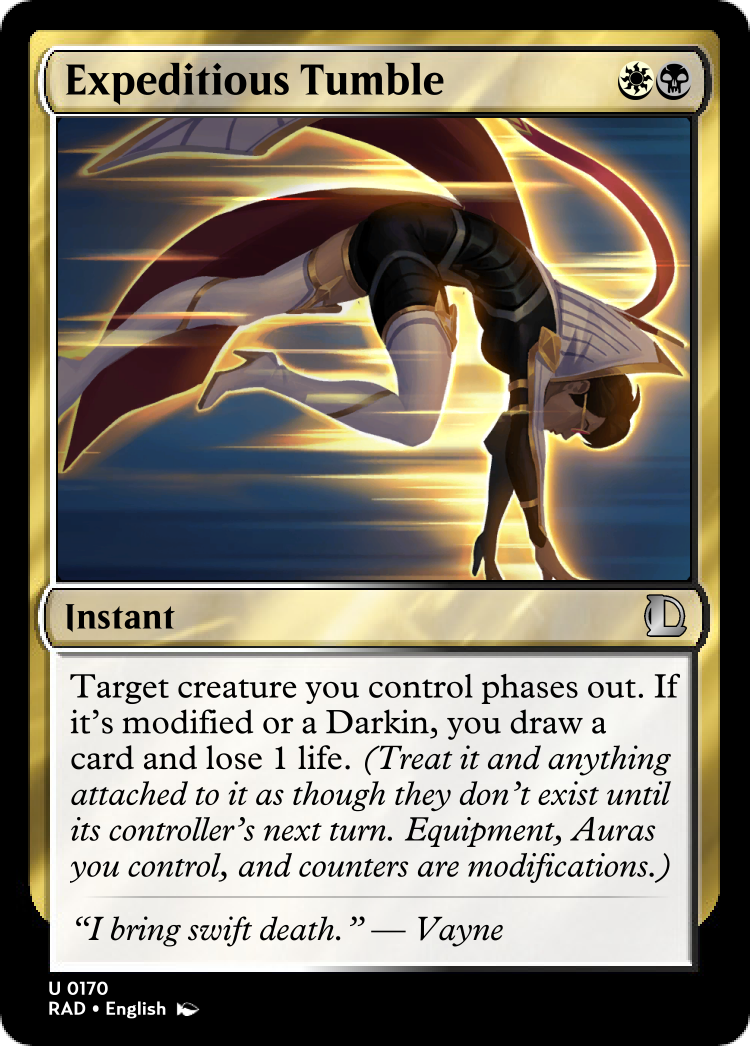 Expeditious Tumble
Instant
Target creature you control phases out. If
it's modified or a Darkin, you draw a
card and lose 1 life. (Treat it and anything
attached to it as though they don't exist until
its controller's next turn. Equipment, Auras
you control, and counters are modifications.)
“I bring swift death.” — Vayne
U 0170
RAD • English